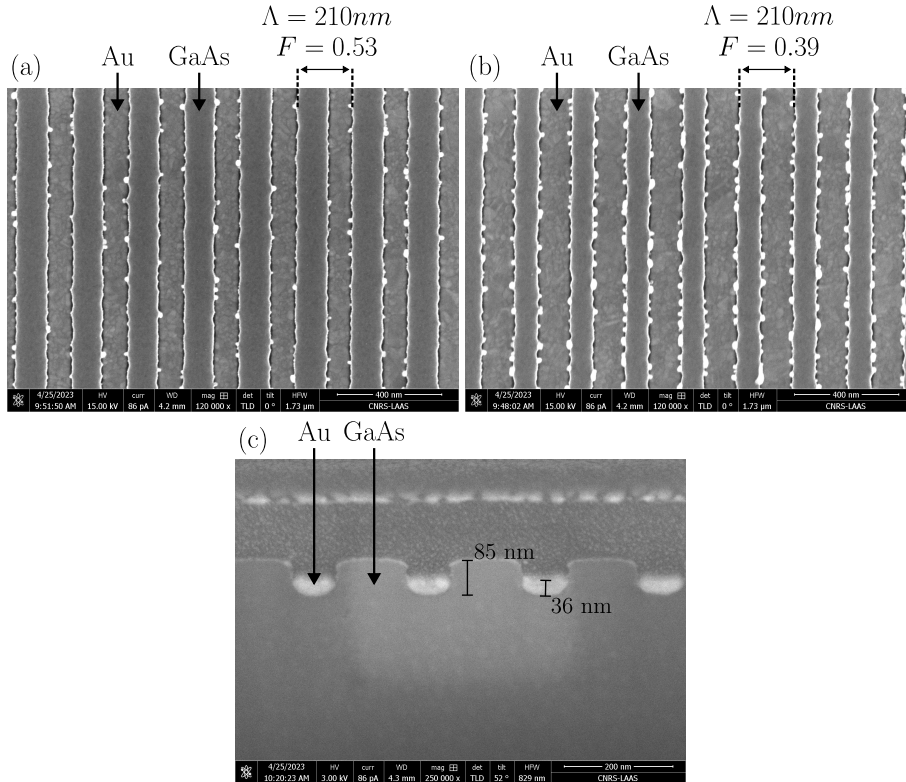 Λ = 210nm
F = 0.53
(a)
Au
GaAs
4/25/2023
9:51:50 AM
HV
15.00 kV
curr
86 pA
WD
4.2 mm
mag
120 000 x
det
TLD
tilt
0 °
HFW
1.73 µm
400 nm
CNRS-LAAS
Λ = 210nm
F = 0.39
(b)
Au
GaAs
4/25/2023
9:48:02 AM
HV
15.00 kV
curr
86 pA
WD
4.2 mm
mag
120 000 x
det
TLD
tilt
0 °
HFW
1.73 µm
400 nm
CNRS-LAAS
(c)
Au
GaAs
85 nm
36 nm
4/25/2023
10:20:23 AM
HV
3.00 kV
curr
86 pA
WD
4.3 mm
mag
250 000 x
det
TLD
tilt
52 °
HFW
829 nm
200 nm
CNRS-LAAS